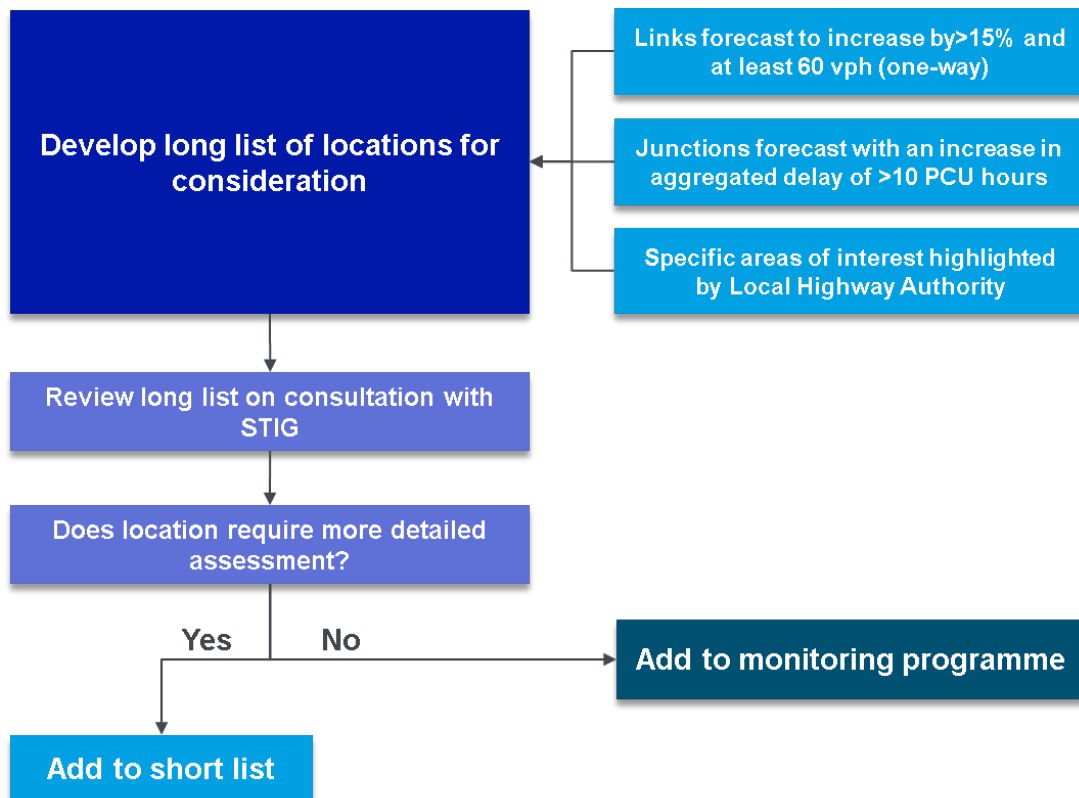 Links forecast to increase by>15% and
at least 60 vph (one-way)
Develop long list of locations for
consideration
Junctions forecast with an increase in
aggregated delay of >10 PCU hours
Specific areas of interest highlighted
by Local Highway Authority
Review long list on consultation with
STIG
Does location require more detailed
assessment?
Yes
No
Add to monitoring programme
Add to short list